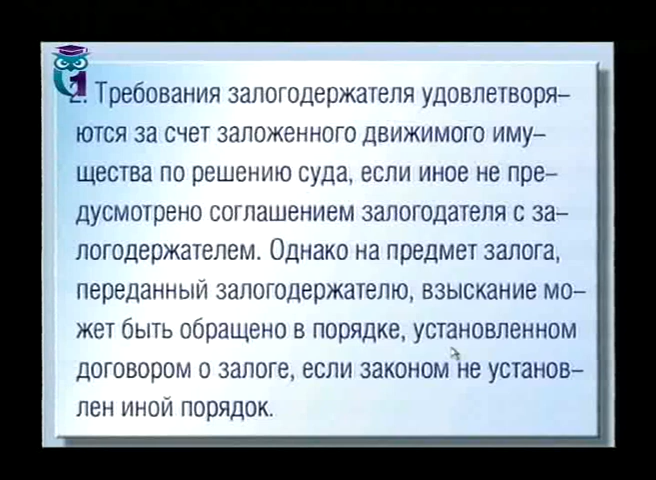 1
2. Требования залогодержателя удовлетворя–
ются за счет заложенного движимого иму–
щества по решению суда, если иное не пре–
дусмотрено соглашением залогодателя с за–
логодержателем. Однако на предмет залога,
переданный залогодержателю, взыскание мо–
жет быть обращено в порядке, установленном
договором о залоге, если законом не установ–
лен иной порядок.